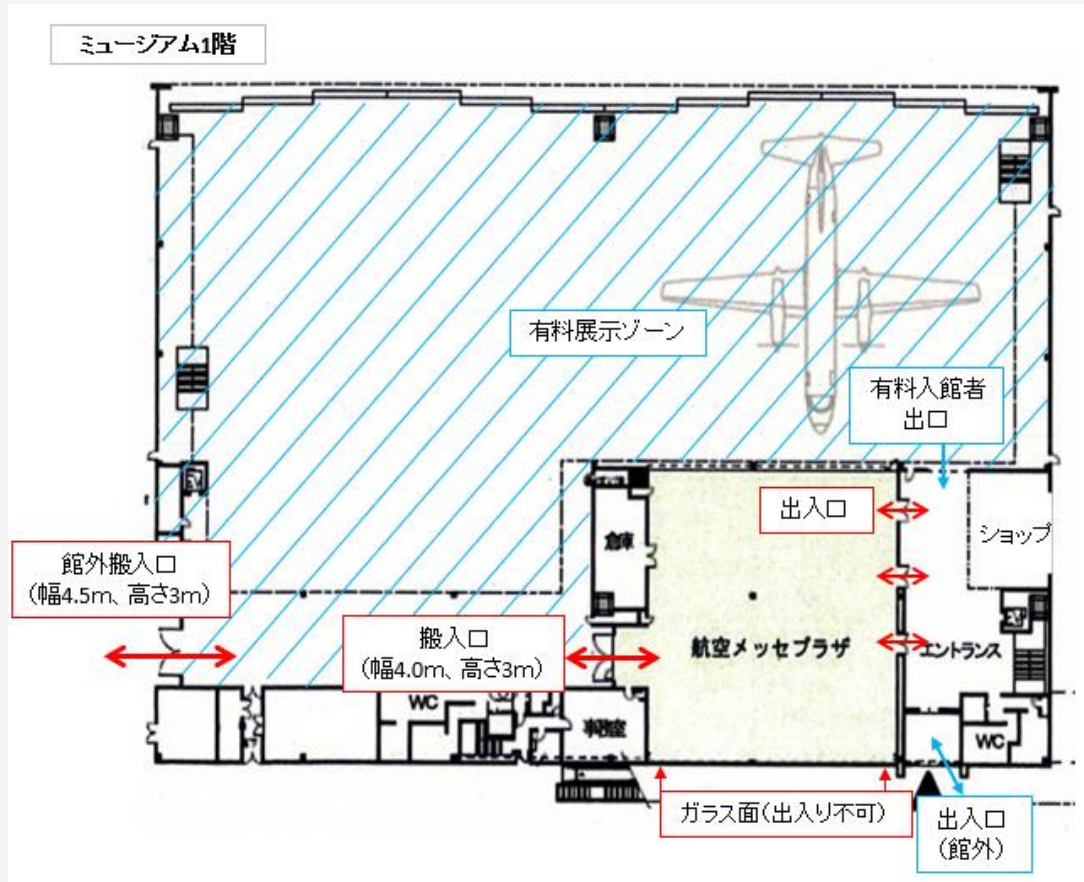 ミュージアム1階
有料展示ゾーン
有料入館者
出口
出入口
ショップ
倉庫
館外搬入口
(幅4.5m、高さ3m)
搬入口
(幅4.0m、高さ3m)
航空メッセプラザ
エントランス
WC
事務室
WC
ガラス面(出入り不可)
出入口
(館外)